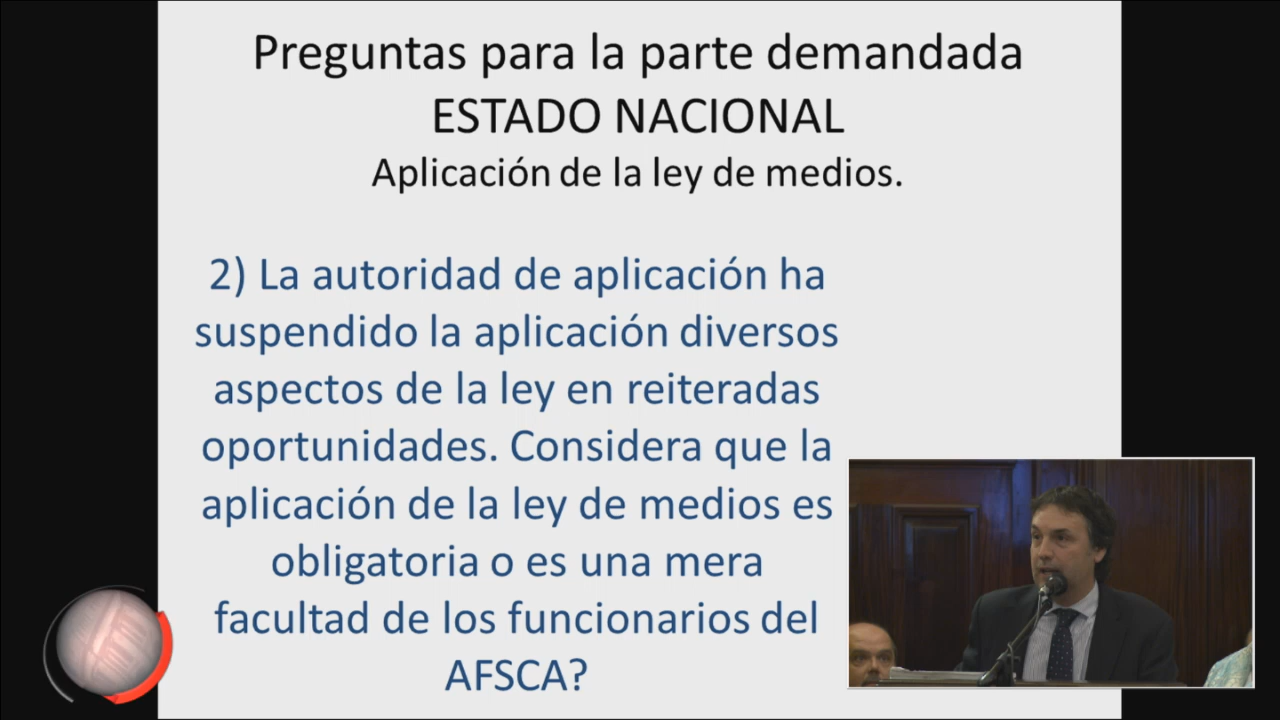 Preguntas para la parte demandada
ESTADO NACIONAL
Aplicación de la ley de medios.
2) La autoridad de aplicación ha
suspendido la aplicación diversos
aspectos de la ley en reiteradas
oportunidades. Considera que la
aplicación de la ley de medios es
obligatoria o es una mera
facultad de los funcionarios del
AFSCA?